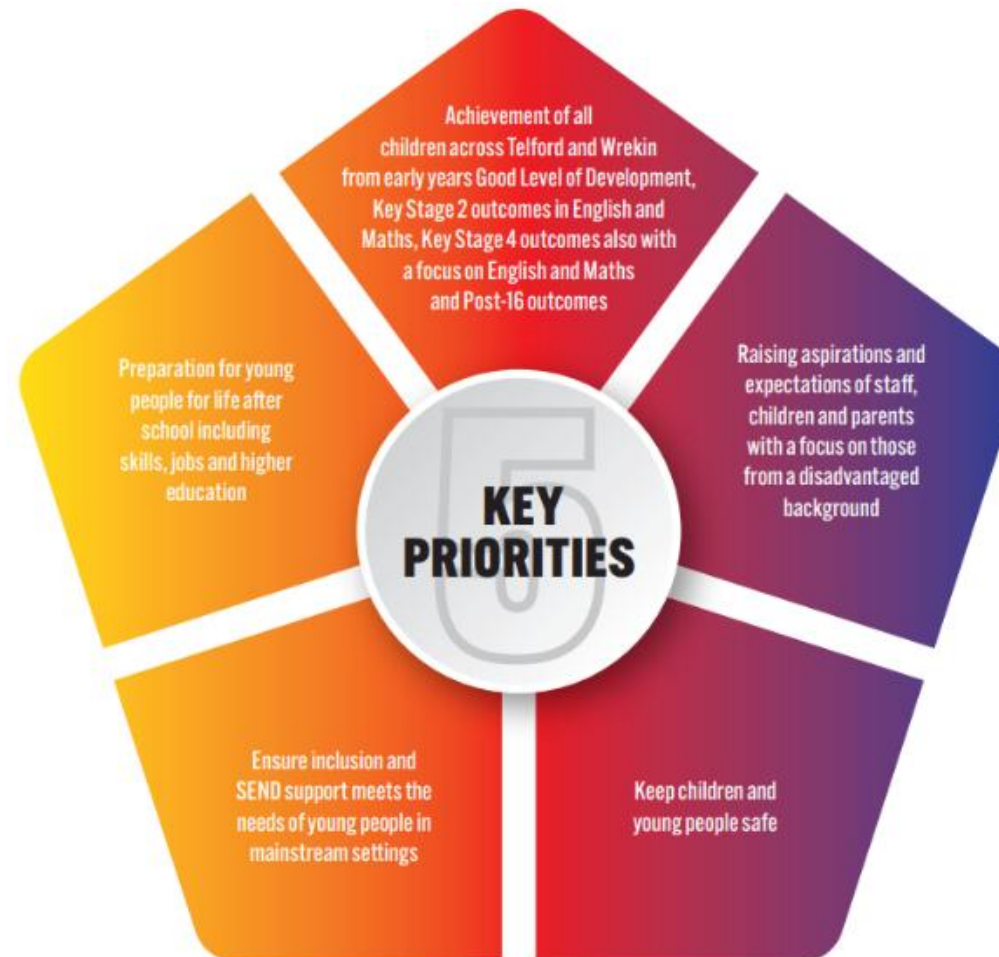 Achievement of all
children across Telford and Wrekin
from early years Good Level of Development,
Key Stage 2 outcomes in English and
Maths, Key Stage 4 outcomes also with
a focus on English and Maths
and Post-16 outcomes
Raising aspirations and
expectations of staff,
children and parents
with a focus on those
from a disadvantaged
background
Keep children and
young people safe
Ensure inclusion and
SEND support meets the
needs of young people in
mainstream settings
Preparation for young
people for life after
school including
skills, jobs and higher
education
5
KEY
PRIORITIES